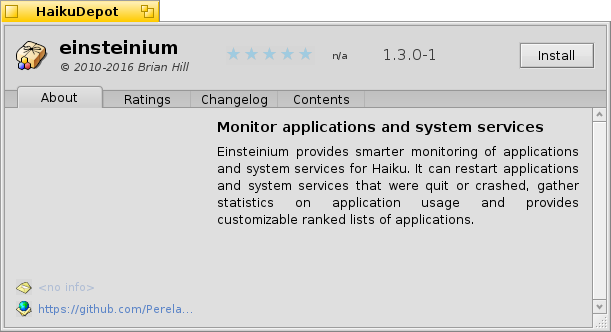 HaikuDepot
einsteinium
© 2010-2016 Brian Hill
n/a
1.3.0-1
Install
About
Ratings
Changelog
Contents
Monitor applications and system services
Einsteinium provides smarter monitoring of applications
and system services for Haiku. It can restart applications
and system services that were quit or crashed, gather
statistics on application usage and provides
customizable ranked lists of applications.
<no info>
https://github.com/Perela...